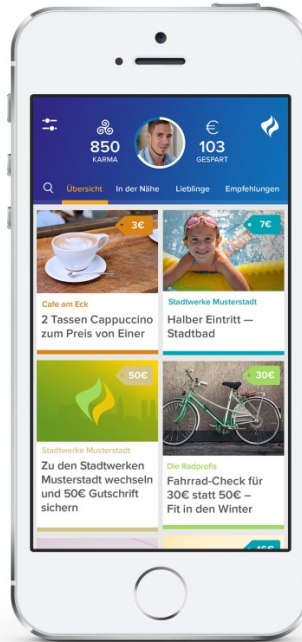 850
KARMA
€
103
GESPART
Übersicht
In der Nähe
Lieblinge
Empfehlungen
3€
Cafe am Eck
2 Tassen Cappuccino
zum Preis von Einer
7€
Stadtwerke Musterstadt
Halber Eintritt —
Stadtbad
50€
Stadtwerke Musterstadt
Zu den Stadtwerken
Musterstadt wechseln
und 50€ Gutschrift
sichern
30€
Die Radprofis
Fahrrad-Check für
30€ statt 50€ –
Fit in den Winter
15€